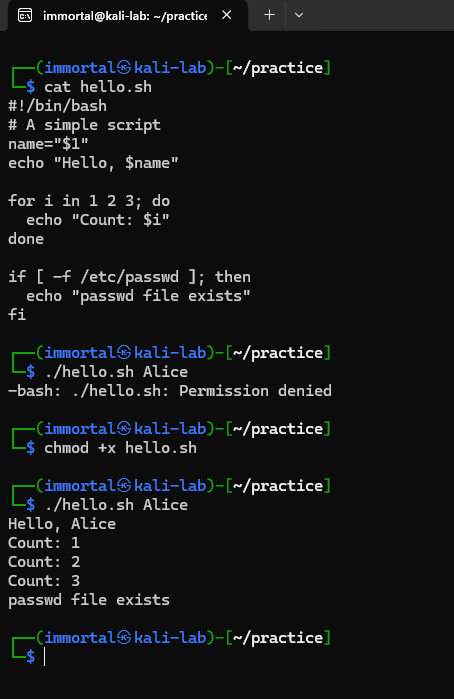 immortal@kali-lab: ~/practice
┌──(immortal㉿kali-lab)-[~/practice]
└─$ cat hello.sh
#!/bin/bash
# A simple script
name="$1"
echo "Hello, $name"

for i in 1 2 3; do
  echo "Count: $i"
done

if [ -f /etc/passwd ]; then
  echo "passwd file exists"
fi

┌──(immortal㉿kali-lab)-[~/practice]
└─$ ./hello.sh Alice
-bash: ./hello.sh: Permission denied

┌──(immortal㉿kali-lab)-[~/practice]
└─$ chmod +x hello.sh

┌──(immortal㉿kali-lab)-[~/practice]
└─$ ./hello.sh Alice
Hello, Alice
Count: 1
Count: 2
Count: 3
passwd file exists

┌──(immortal㉿kali-lab)-[~/practice]
└─$